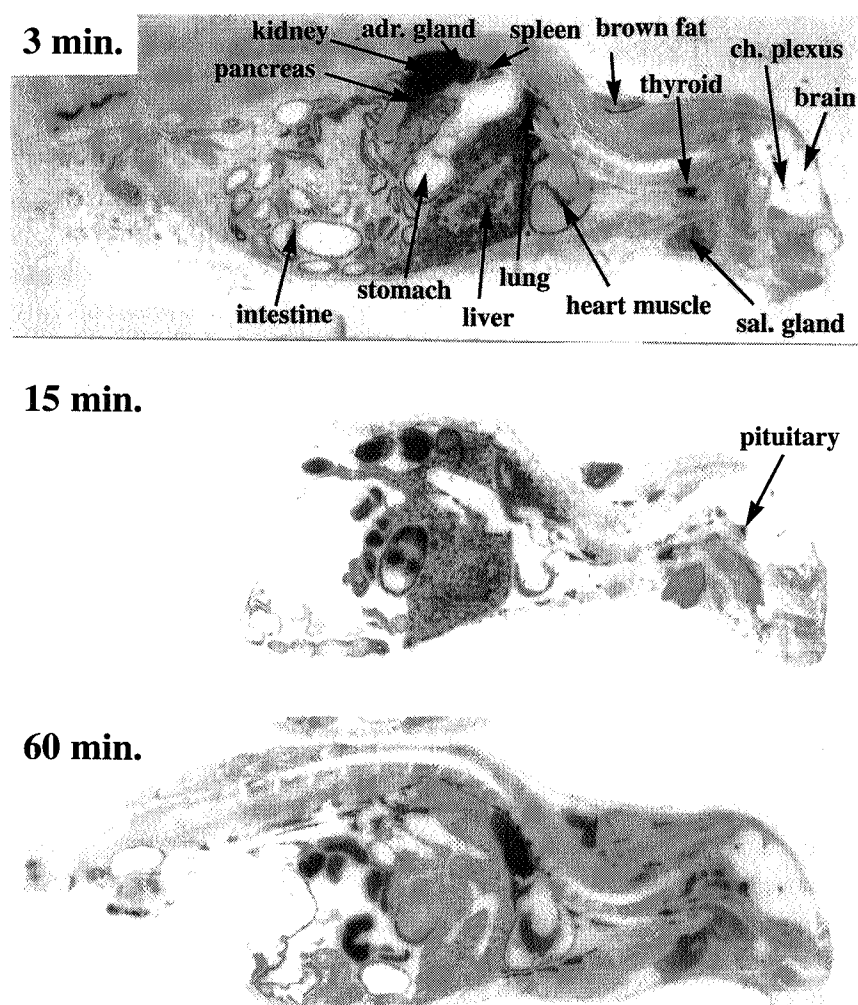 3 min.
kidney
adr. gland
spleen
brown fat
ch. plexus
pancreas
thyroid
brain
intestine
stomach
liver
lung
heart muscle
sal. gland
15 min.
pituitary
60 min.